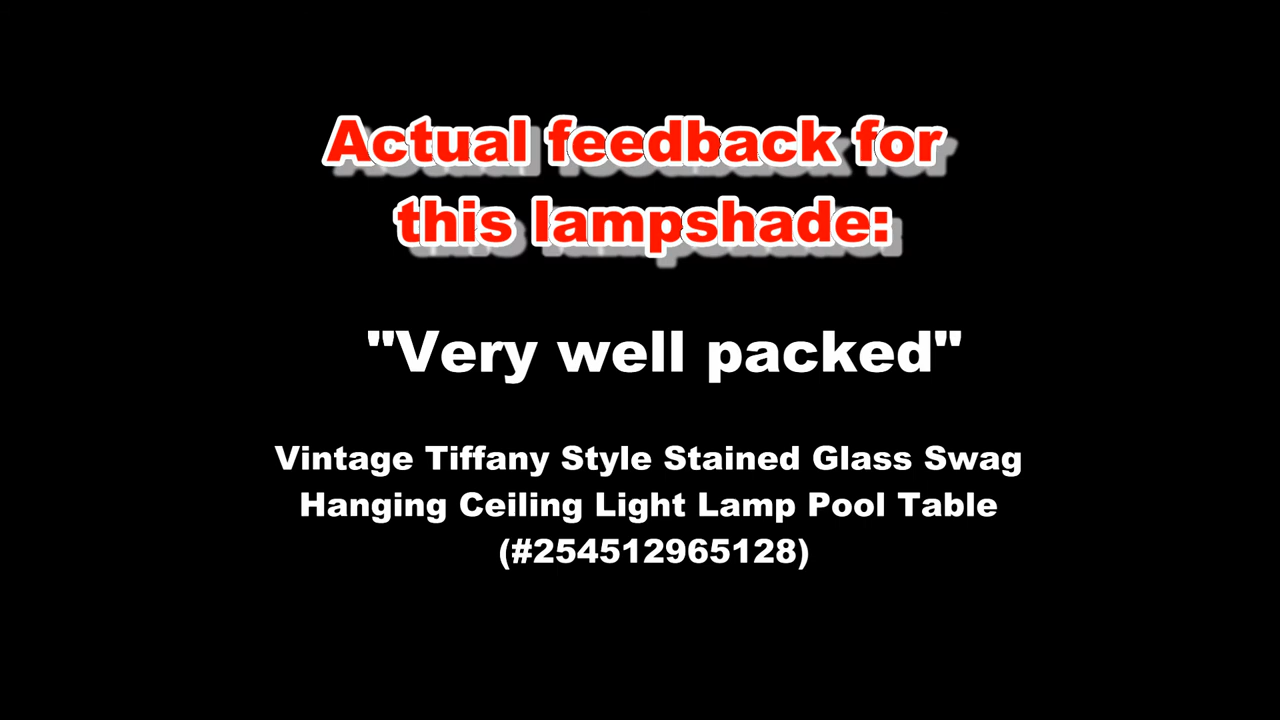 Actual feedback for
this lampshade:
"Very well packed"
Vintage Tiffany Style Stained Glass Swag
Hanging Ceiling Light Lamp Pool Table
(#254512965128)